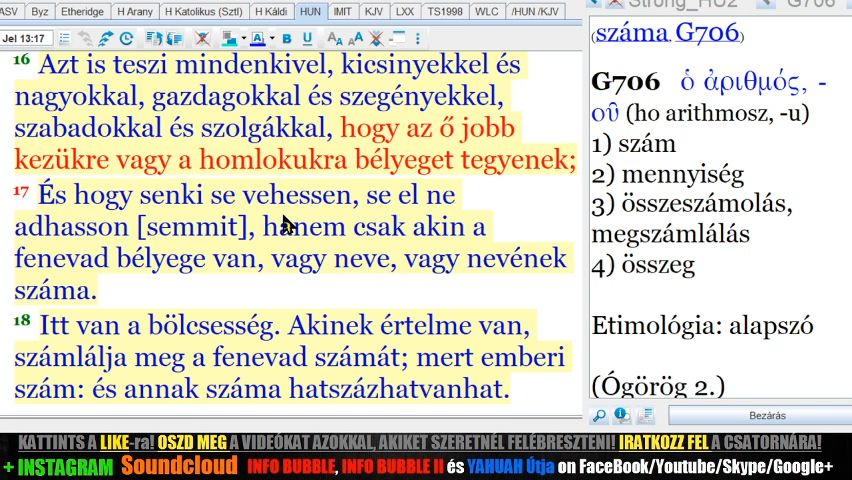 ASV Byz Etheridge H Arany H Katolikus (Sztl) H Káldi HUN IMIT KJV LXX TS1998 WLC /HUN /KJV
Jel 13:17
16 Azt is teszi mindenkivel, kicsinyekkel és
nagyokkal, gazdagokkal és szegényekkel,
szabadokkal és szolgákkal, hogy az ő jobb
kezükre vagy a homlokukra bélyeget tegyenek;
17 És hogy senki se vehessen, se el ne
adhasson [semmit], hanem csak akin a
fenevad bélyege van, vagy neve, vagy nevének
száma.
18 Itt van a bölcsesség. Akinek értelme van,
számlálja meg a fenevad számát; mert emberi
szám: és annak száma hatszázhatvanhat.
Strong_HU2 G706
(száma, G706)
G706 ὁ ἀριθμός, -
οῦ (ho arithmosz, -u)
1) szám
2) mennyiség
3) összeszámolás,
megszámlálás
4) összeg
Etimológia: alapszó
(Ógörög 2.)
Bezárás
KATTINTS A LIKE-ra! OSZD MEG A VIDEÓKAT AZOKKAL, AKIKET SZERETNÉL FELÉBRESZTENI! IRATKOZZ FEL A CSATORNÁRA!
+ INSTAGRAM Soundcloud INFO BUBBLE, INFO BUBBLE II és YAHUAH Útja on FaceBook/Youtube/Skype/Google+